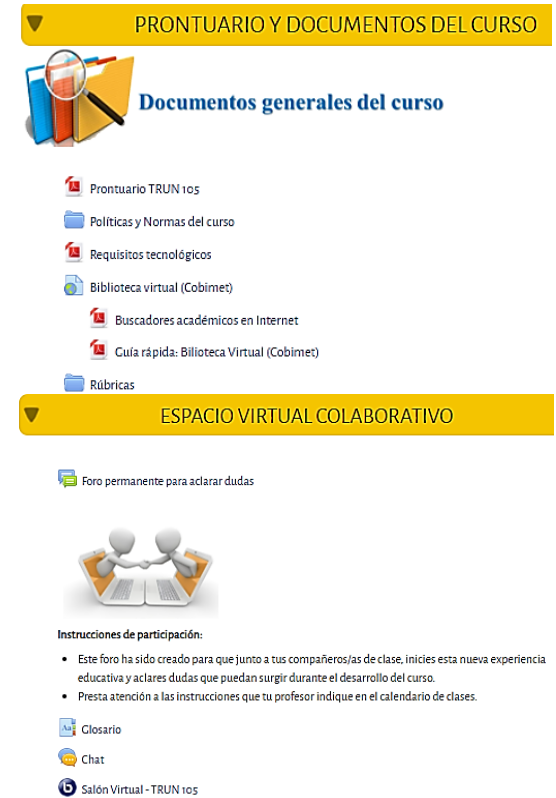 PRONTUARIO Y DOCUMENTOS DEL CURSO
Documentos generales del curso
Prontuario TRUN 105
Políticas y Normas del curso
Requisitos tecnológicos
Biblioteca virtual (Cobimet)
Buscadores académicos en Internet
Guía rápida: Bilioteca Virtual (Cobimet)
Rúbricas
ESPACIO VIRTUAL COLABORATIVO
Foro permanente para aclarar dudas
Instrucciones de participación:
• Este foro ha sido creado para que junto a tus compañeros/as de clase, inicies esta nueva experiencia
educativa y aclares dudas que puedan surgir durante el desarrollo del curso.
• Presta atención a las instrucciones que tu profesor indique en el calendario de clases.
Glosario
Chat
Salón Virtual - TRUN 105